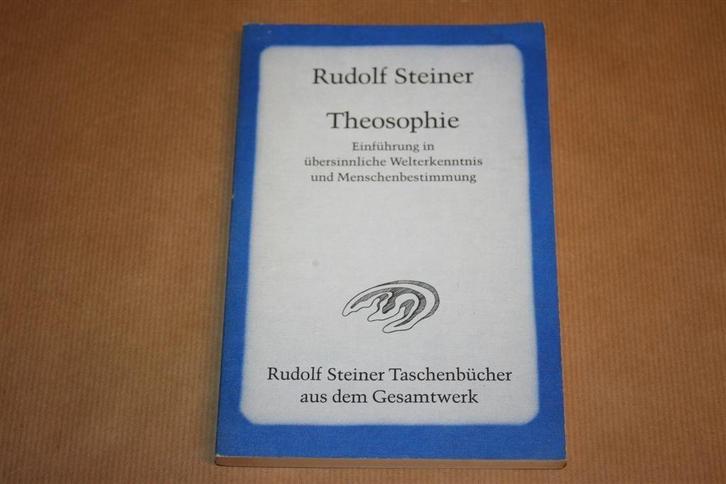 Rudolf Steiner
Theosophie
Einführung in
übersinnliche Welterkenntnis
und Menschenbestimmung
Rudolf Steiner Taschenbücher
aus dem Gesamtwerk